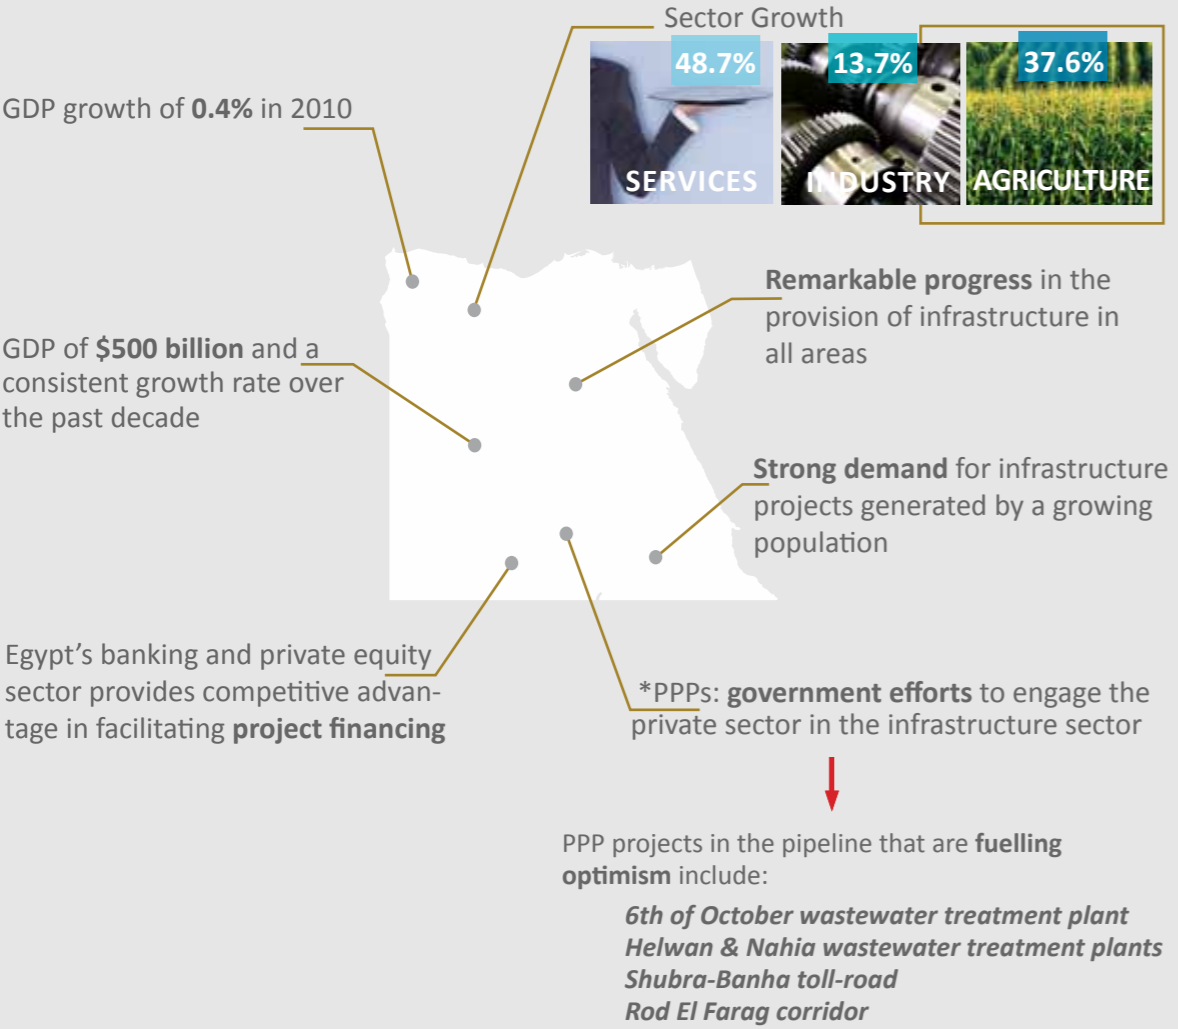 Sector Growth
48.7%
13.7%
37.6%
SERVICES
INDUSTRY
AGRICULTURE
GDP growth of 0.4% in 2010
Remarkable progress in the
provision of infrastructure in
all areas
GDP of $500 billion and a
consistent growth rate over
the past decade
Strong demand for infrastructure
projects generated by a growing
population
Egypt’s banking and private equity
sector provides competitive advan-
tage in facilitating project financing
*PPPs: government efforts to engage the
private sector in the infrastructure sector
PPP projects in the pipeline that are fuelling
optimism include:
6th of October wastewater treatment plant
Helwan & Nahia wastewater treatment plants
Shubra-Banha toll-road
Rod El Farag corridor